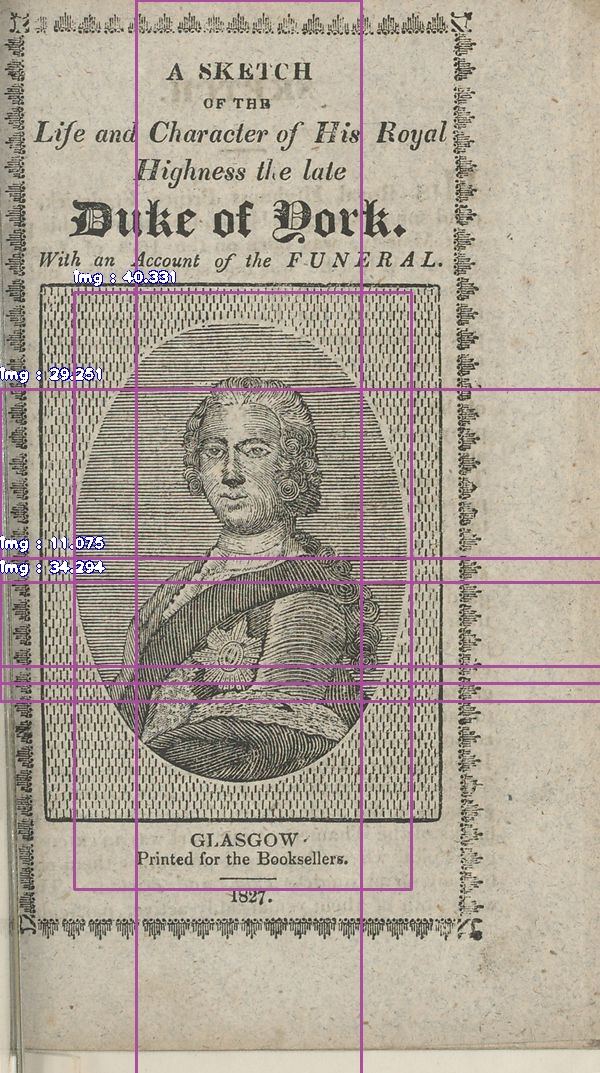 A SKETCH
OF THE
Life and Character of His Royal
Highness the late
Duke of York.
With an Account of the FUNERAL.
Img : 40.331
Img : 29.251
Img : 11.075
Img : 34.294
GLASGOW
Printed for the Booksellers.
1827.